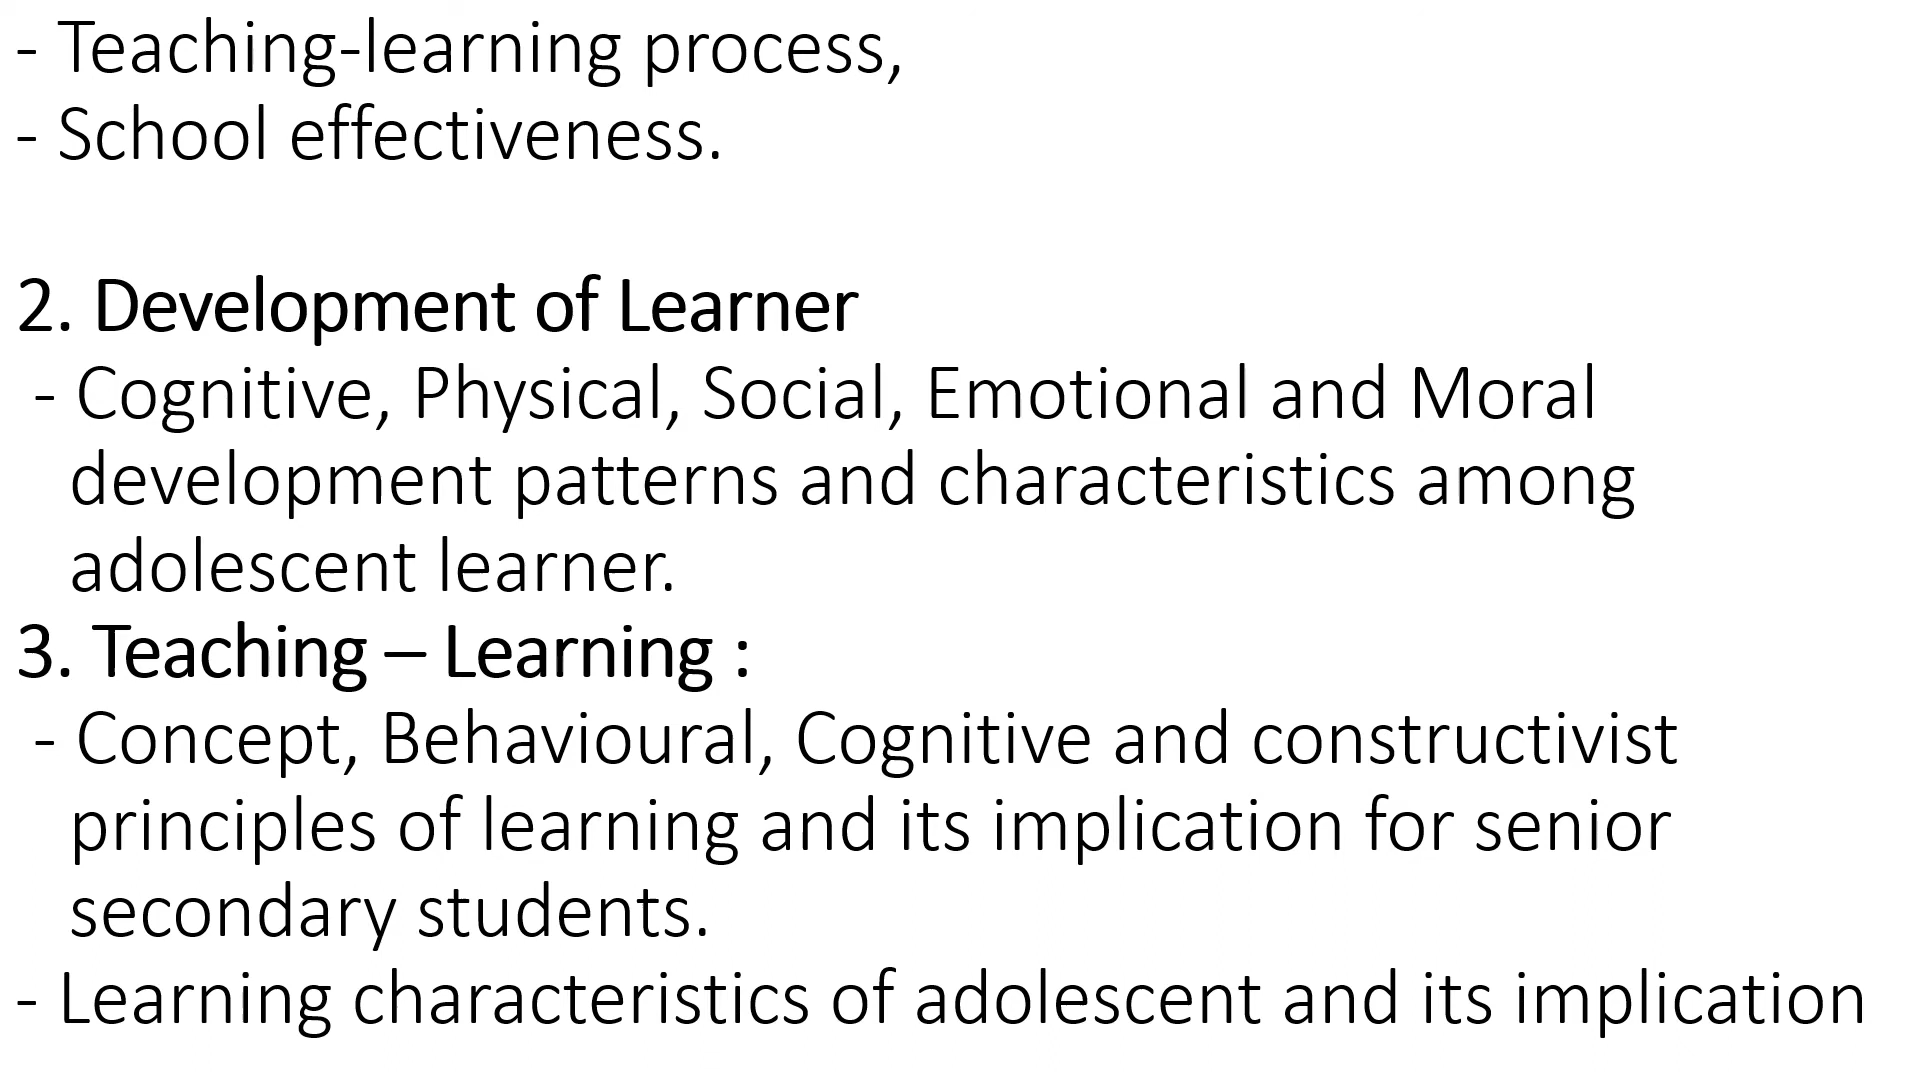 - Teaching-learning process,
- School effectiveness.
2. Development of Learner
- Cognitive, Physical, Social, Emotional and Moral
development patterns and characteristics among
adolescent learner.
3. Teaching – Learning :
- Concept, Behavioural, Cognitive and constructivist
principles of learning and its implication for senior
secondary students.
- Learning characteristics of adolescent and its implication